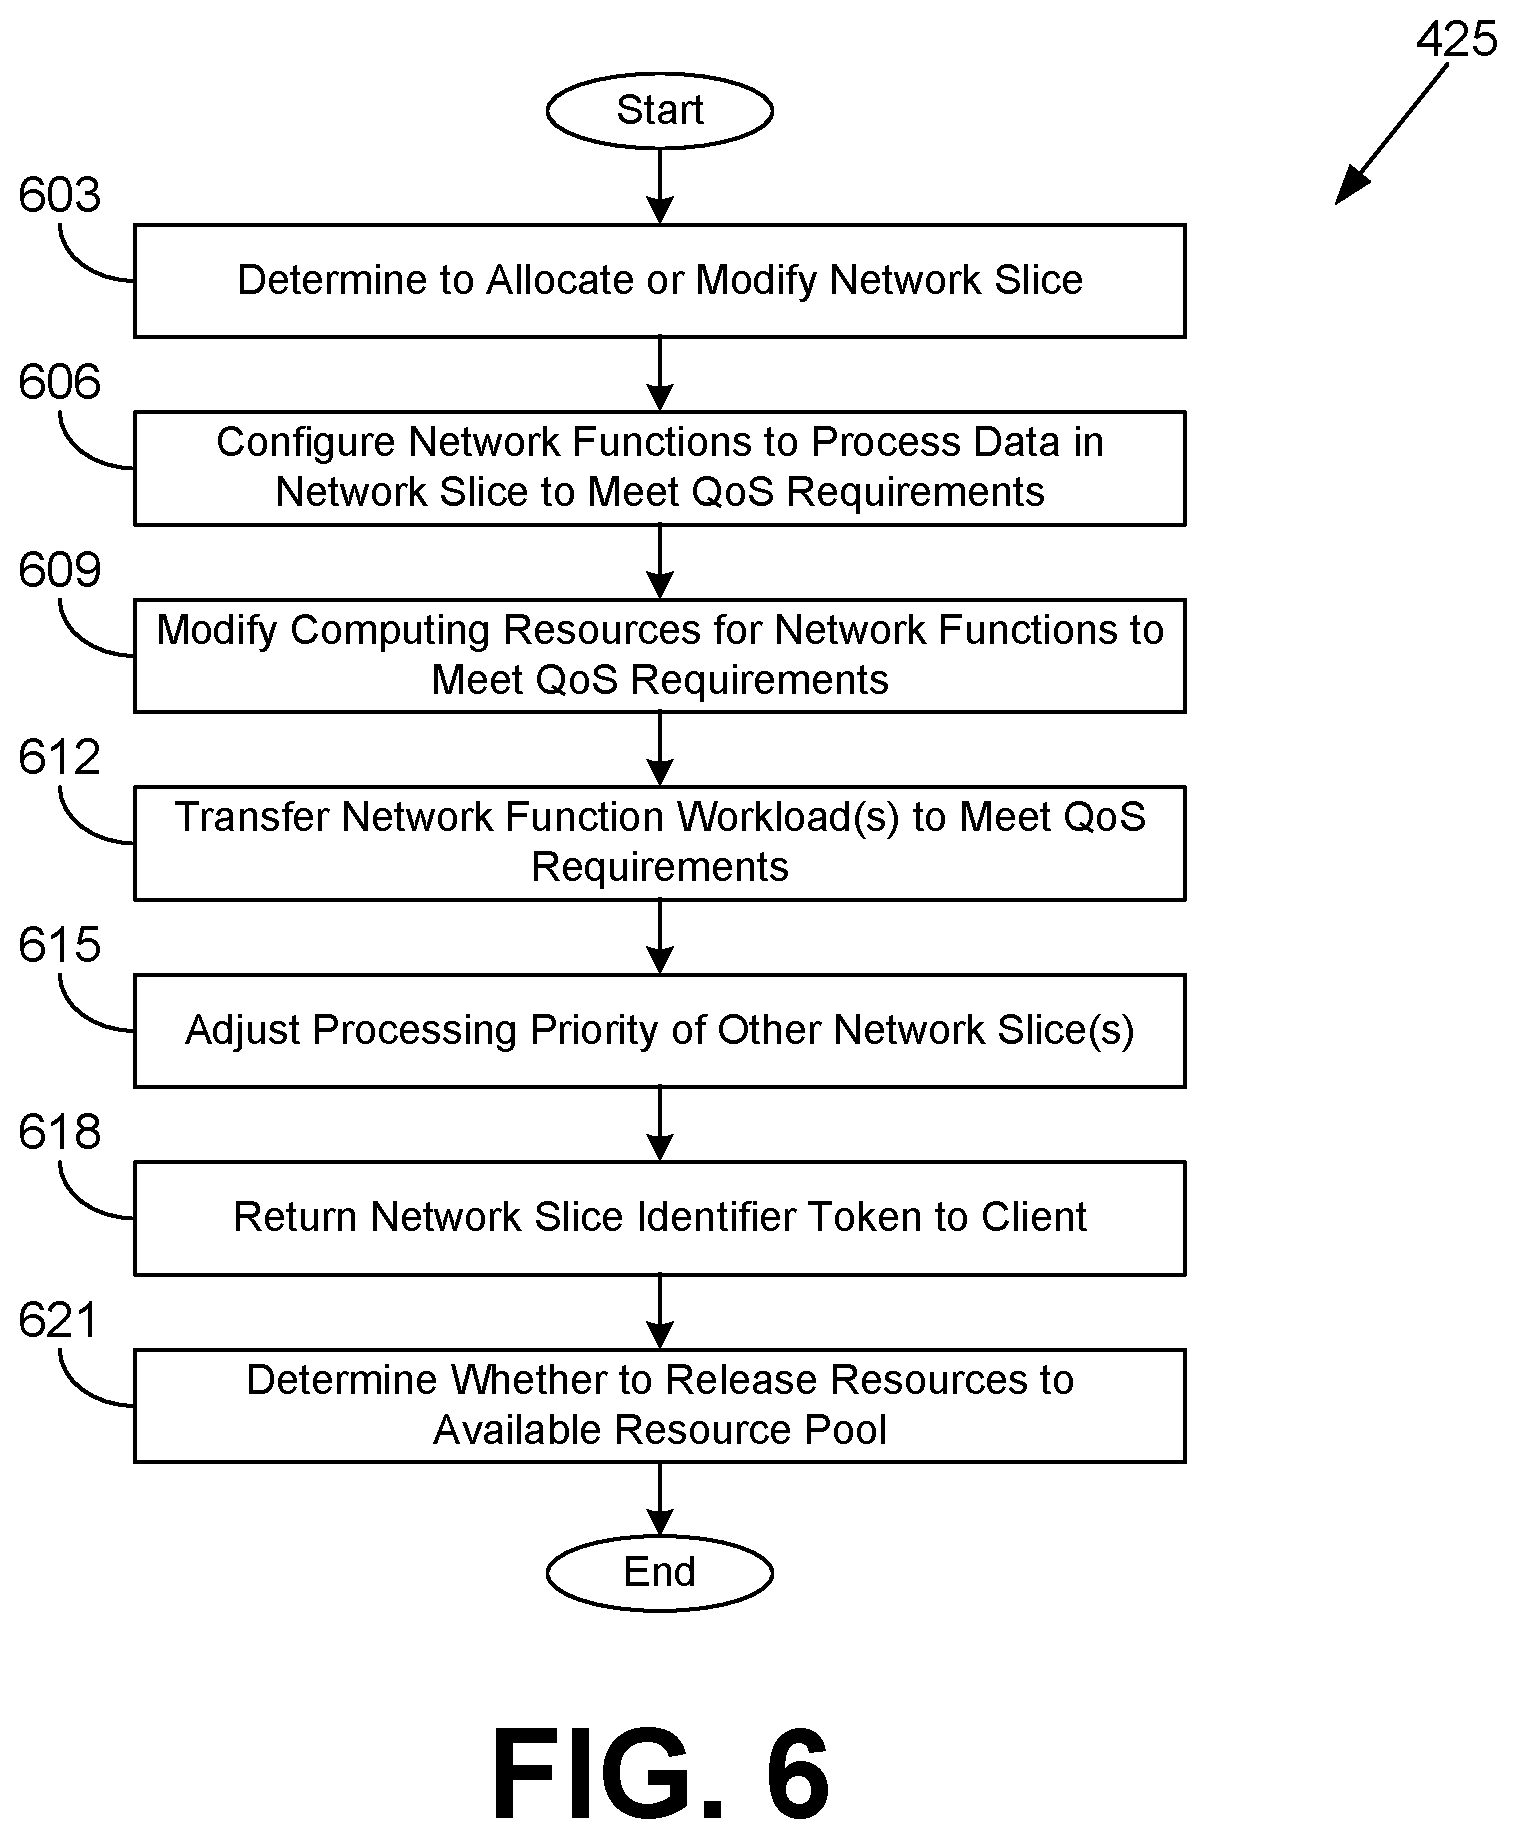 425
Start
603
Determine to Allocate or Modify Network Slice
606
Configure Network Functions to Process Data in
Network Slice to Meet QoS Requirements
609
Modify Computing Resources for Network Functions to
Meet QoS Requirements
612
Transfer Network Function Workload(s) to Meet QoS
Requirements
615
Adjust Processing Priority of Other Network Slice(s)
618
Return Network Slice Identifier Token to Client
621
Determine Whether to Release Resources to
Available Resource Pool
End
FIG. 6